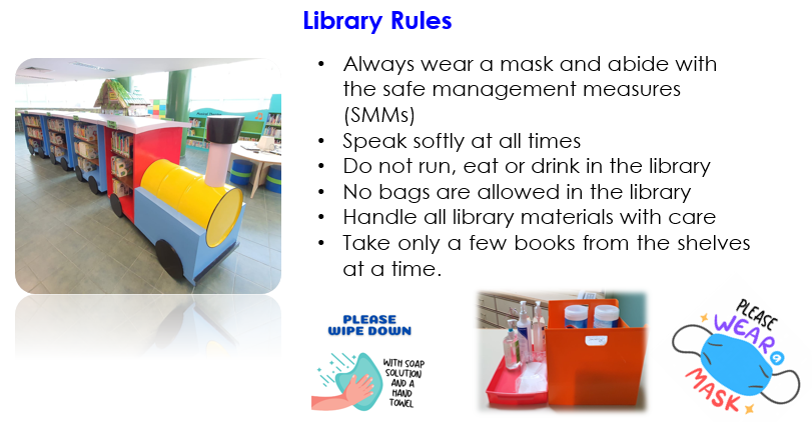 Library Rules
• Always wear a mask and abide with
the safe management measures
(SMMs)
• Speak softly at all times
• Do not run, eat or drink in the library
• No bags are allowed in the library
• Handle all library materials with care
• Take only a few books from the shelves
at a time.
PLEASE
WIPE DOWN
WITH SOAP
SOLUTION
AND A
HAND
TOWEL
PLEASE
WEAR a
MASK